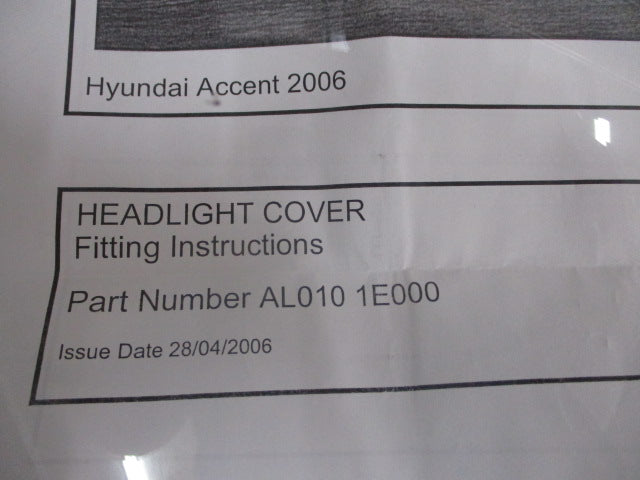 Hyundai Accent 2006
HEADLIGHT COVER
Fitting Instructions
Part Number AL010 1E000
Issue Date 28/04/2006